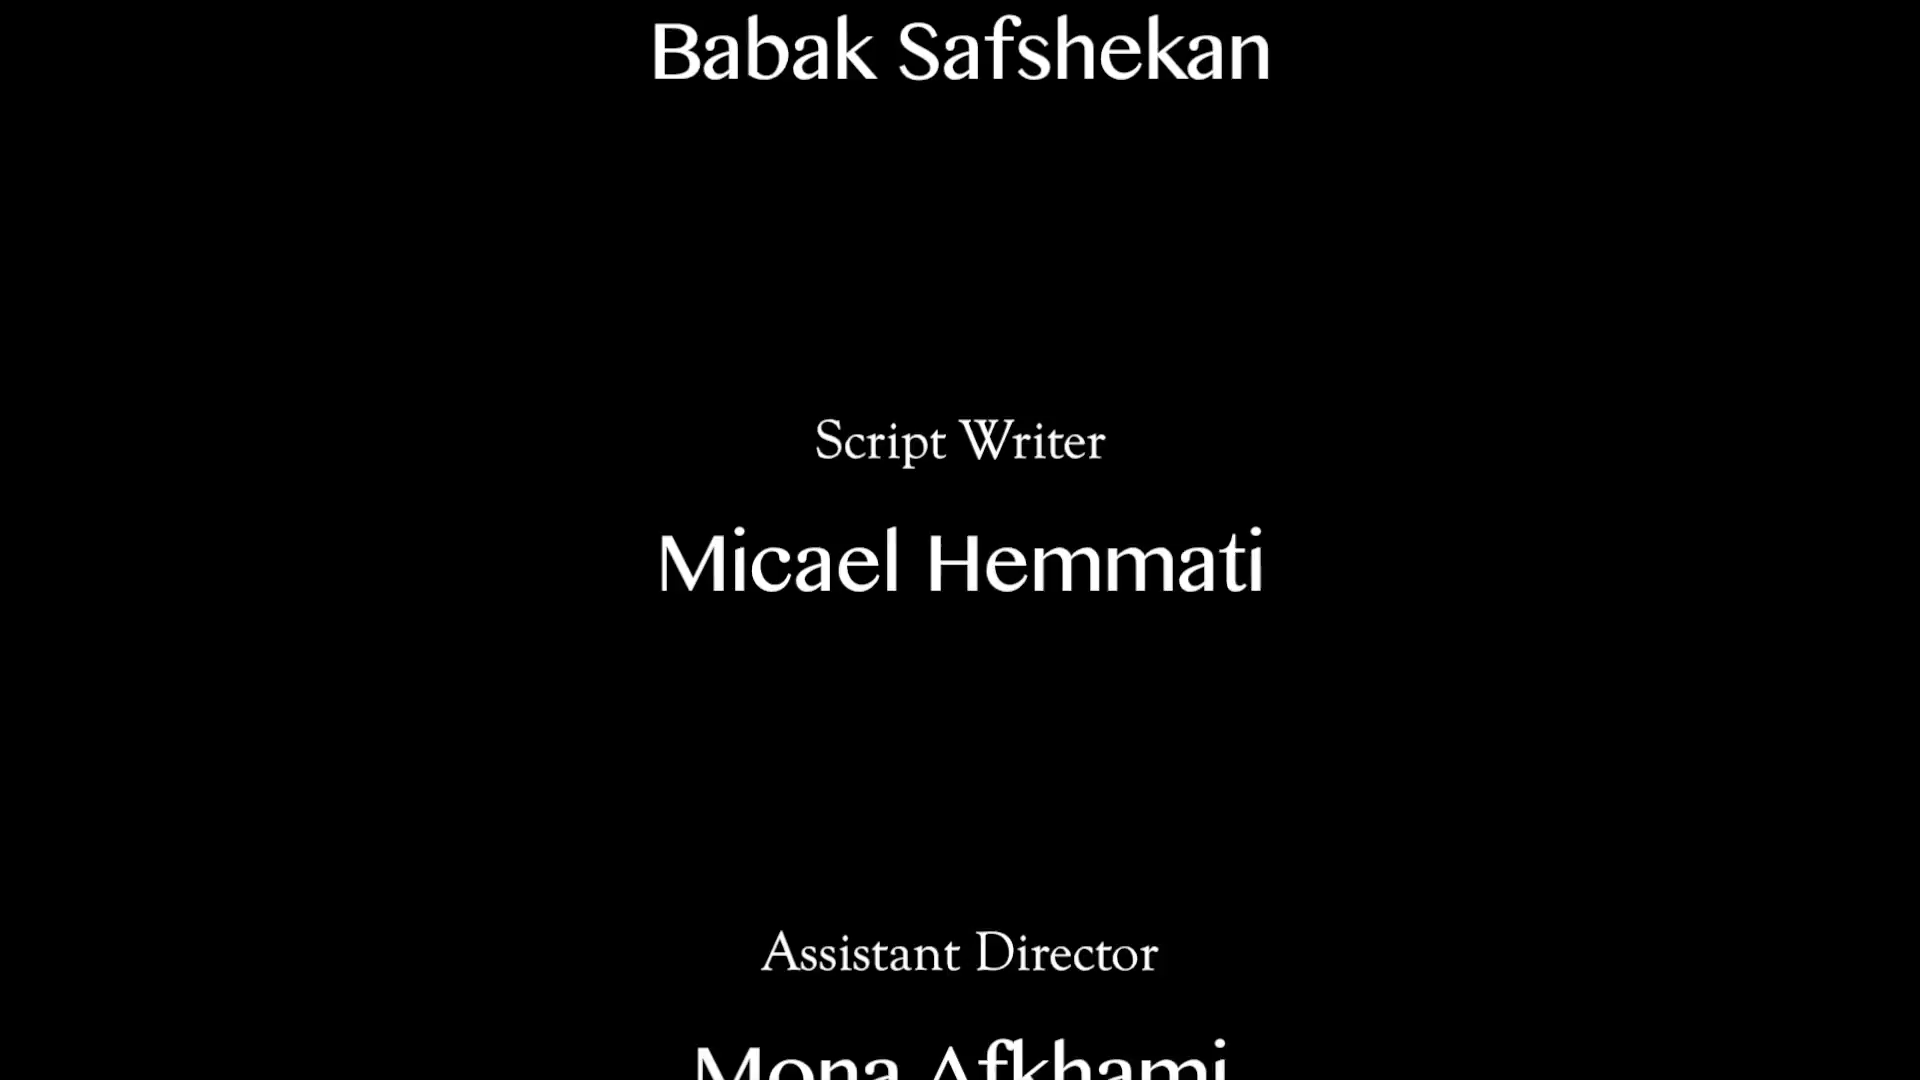 Babak Safshekan
Script Writer
Micael Hemmati
Assistant Director
Mona Afkhami